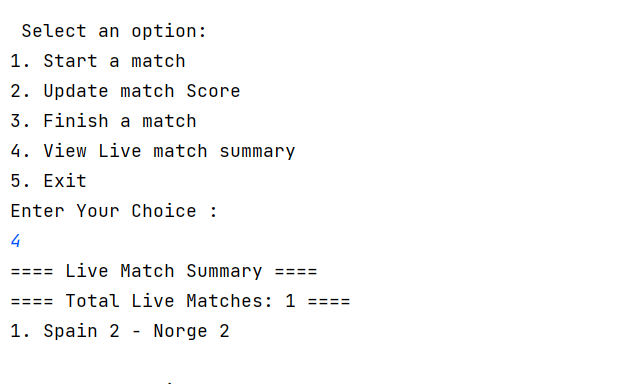 Select an option:
1. Start a match
2. Update match Score
3. Finish a match
4. View Live match summary
5. Exit
Enter Your Choice :
4
==== Live Match Summary ====
==== Total Live Matches: 1 ====
1. Spain 2 - Norge 2